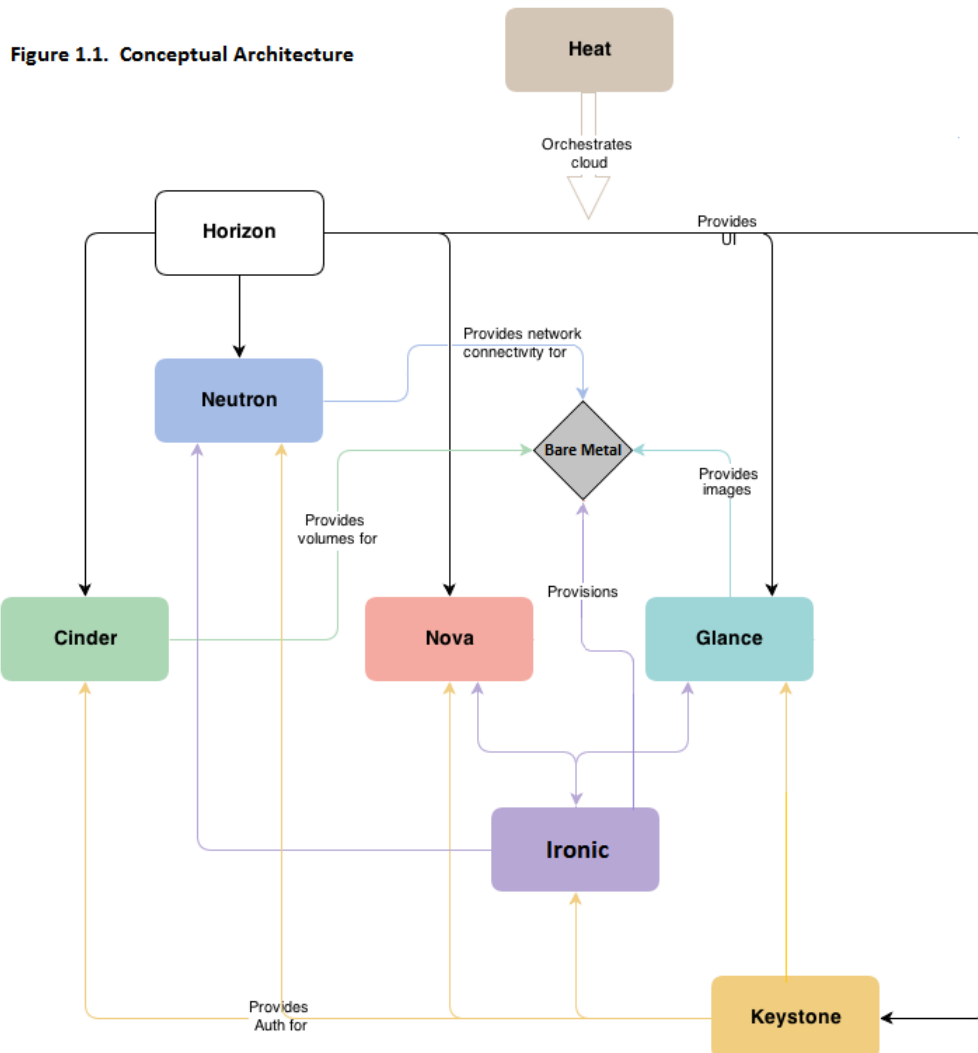 Figure 1.1.  Conceptual Architecture
Heat
Orchestrates
cloud
Horizon
Provides
UI
Provides network
connectivity for
Neutron
Bare Metal
Provides
images
Provides
volumes for
Provisions
Cinder
Nova
Glance
Ironic
Provides
Auth for
Keystone